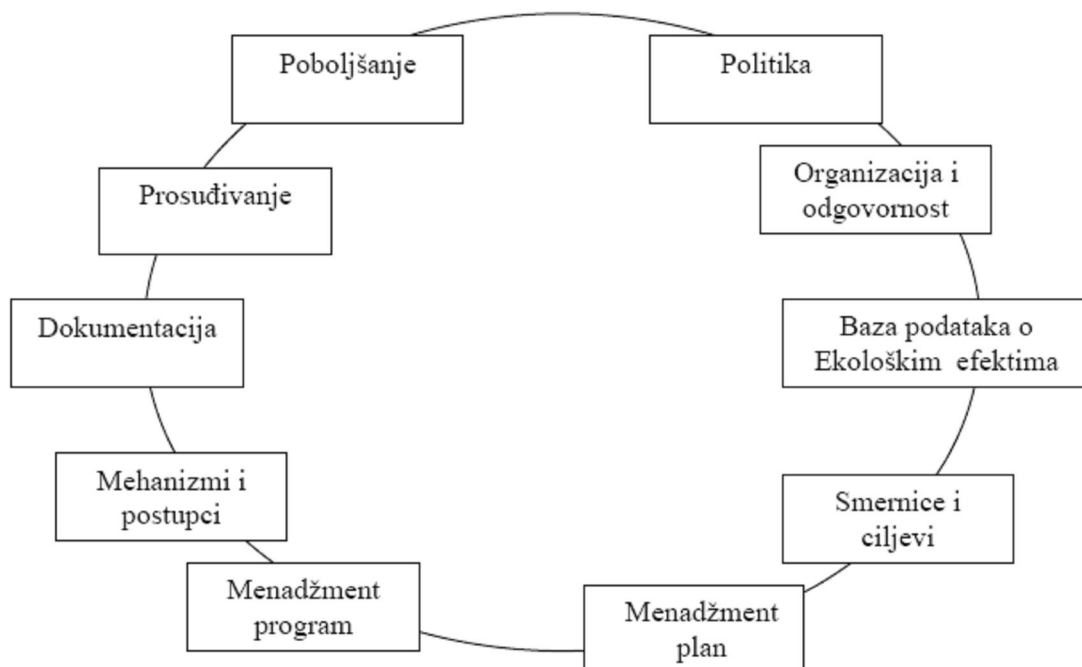 Poboljšanje
Politika
Organizacija i
odgovornost
Baza podataka o
Ekološkim efektima
Smernice i
ciljevi
Menadžment
plan
Menadžment
program
Mehanizmi i
postupci
Dokumentacija
Prosuđivanje